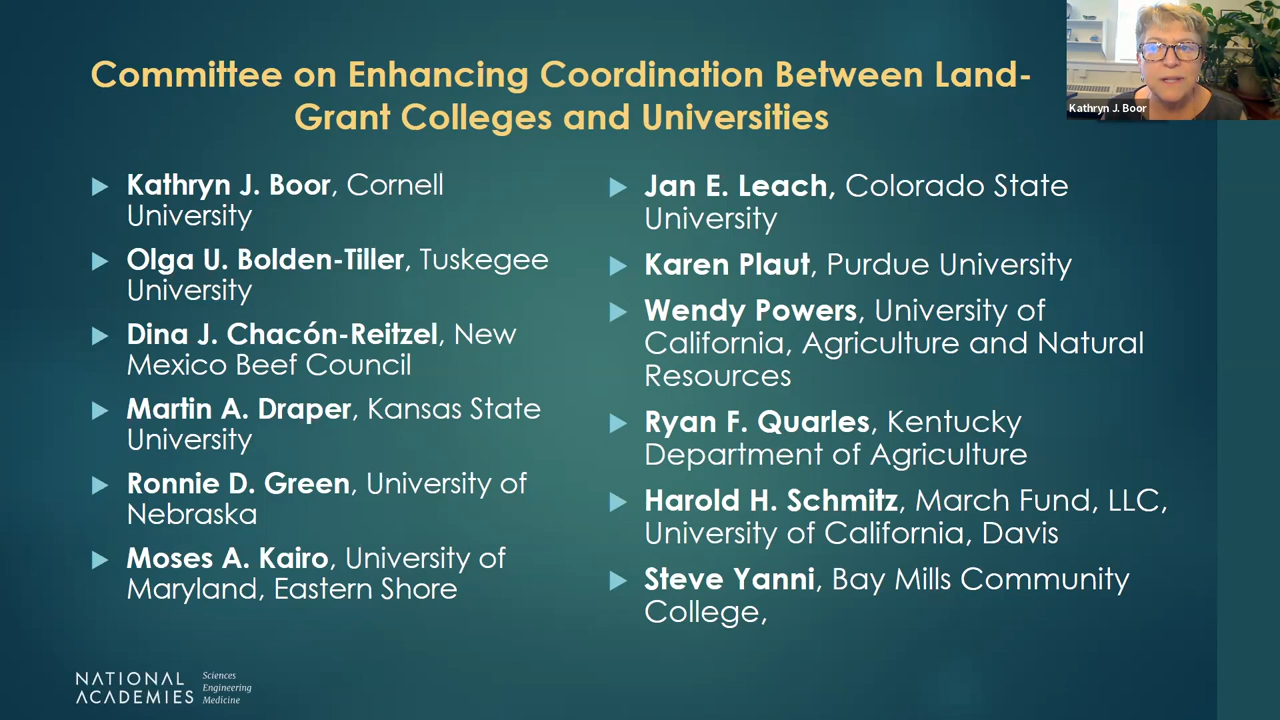 Committee on Enhancing Coordination Between Land-
Grant Colleges and Universities
Kathryn J. Boor
Kathryn J. Boor, Cornell
University
Olga U. Bolden-Tiller, Tuskegee
University
Dina J. Chacón-Reitzel, New
Mexico Beef Council
Martin A. Draper, Kansas State
University
Ronnie D. Green, University of
Nebraska
Moses A. Kairo, University of
Maryland, Eastern Shore
Jan E. Leach, Colorado State
University
Karen Plaut, Purdue University
Wendy Powers, University of
California, Agriculture and Natural
Resources
Ryan F. Quarles, Kentucky
Department of Agriculture
Harold H. Schmitz, March Fund, LLC,
University of California, Davis
Steve Yanni, Bay Mills Community
College,
NATIONAL
ACADEMIES
Sciences
Engineering
Medicine